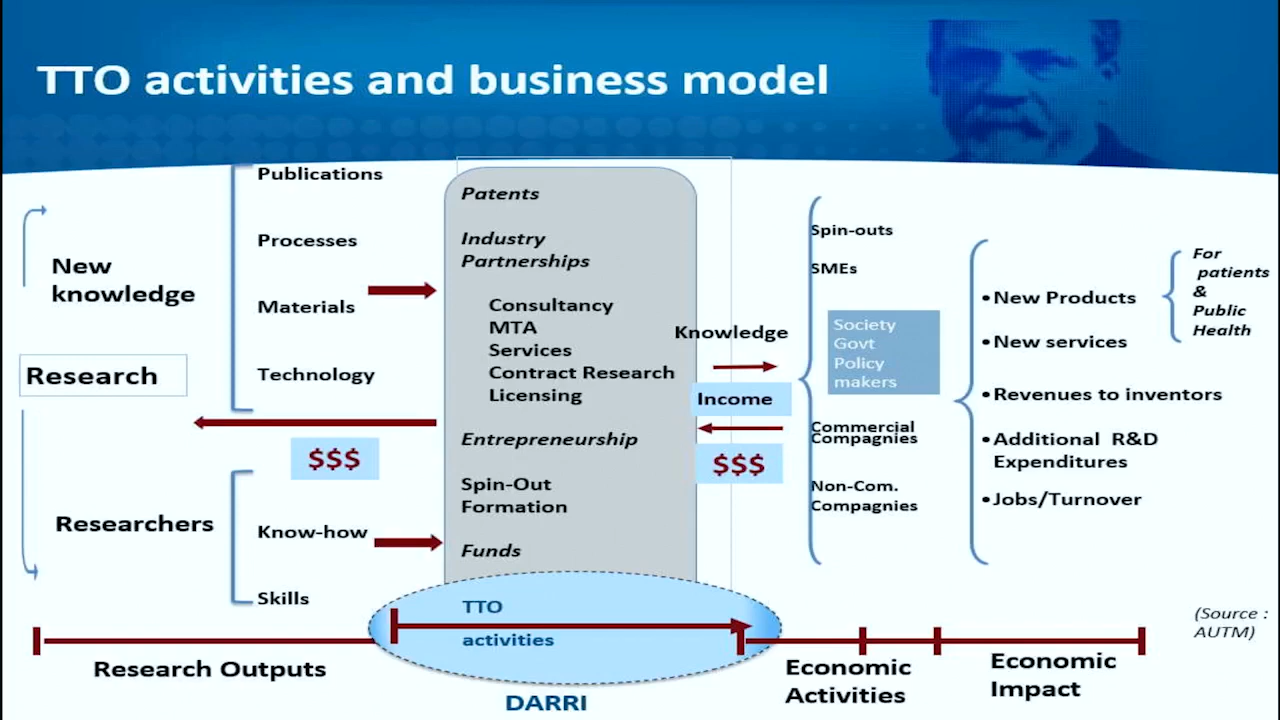 TTO activities and business model
New
knowledge
Research
Researchers
Publications
Processes
Materials
Technology
$$$
Know-how
Skills
Patents
Industry
Partnerships
Consultancy
MTA
Services
Contract Research
Licensing
Entrepreneurship
Spin-Out
Formation
Funds
TTO
activities
Knowledge
Income
$$$
Spin-outs
SMEs
Society
Govt
Policy
makers
Commercial
Compagnies
Non-Com.
Compagnies
•New Products
•New services
•Revenues to inventors
•Additional R&D
Expenditures
•Jobs/Turnover
For
patients
&
Public
Health
(Source :
AUTM)
Research Outputs
DARRI
Economic
Activities
Economic
Impact